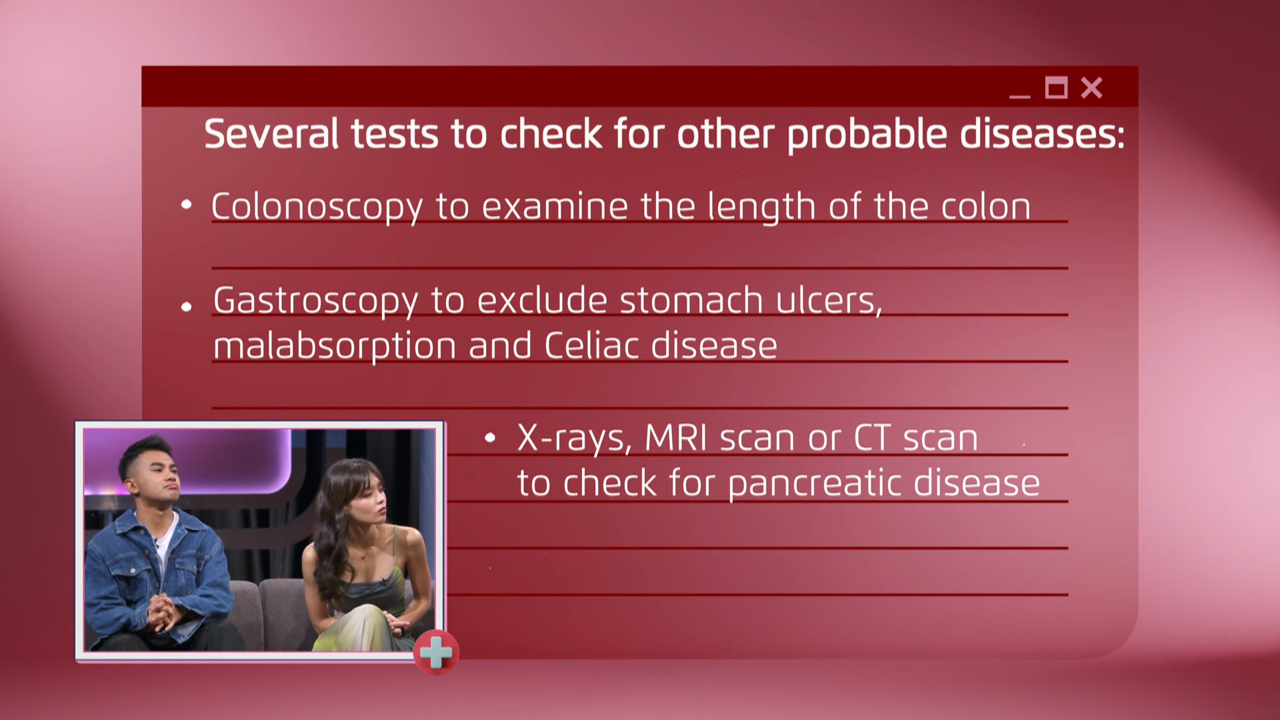 Several tests to check for other probable diseases:
• Colonoscopy to examine the length of the colon
• Gastroscopy to exclude stomach ulcers,
malabsorption and Celiac disease
• X-rays, MRI scan or CT scan
to check for pancreatic disease